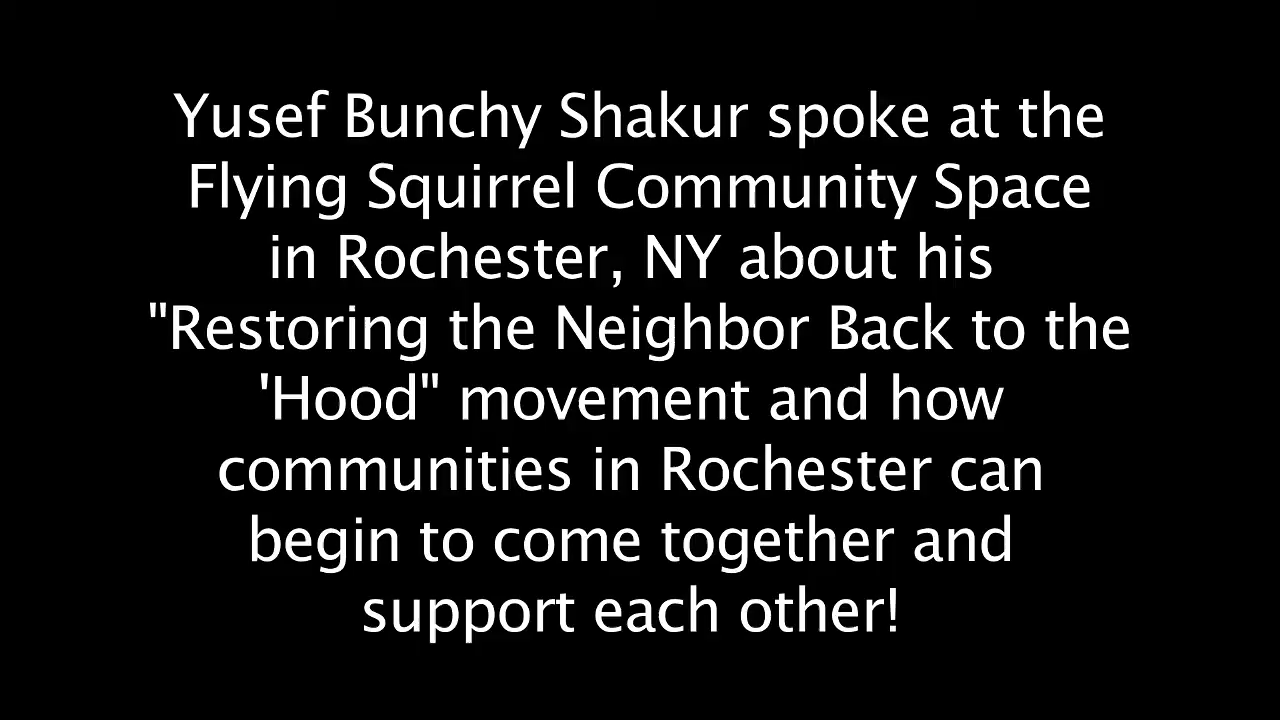 Yusef Bunchy Shakur spoke at the
Flying Squirrel Community Space
in Rochester, NY about his
"Restoring the Neighbor Back to the
'Hood" movement and how
communities in Rochester can
begin to come together and
support each other!